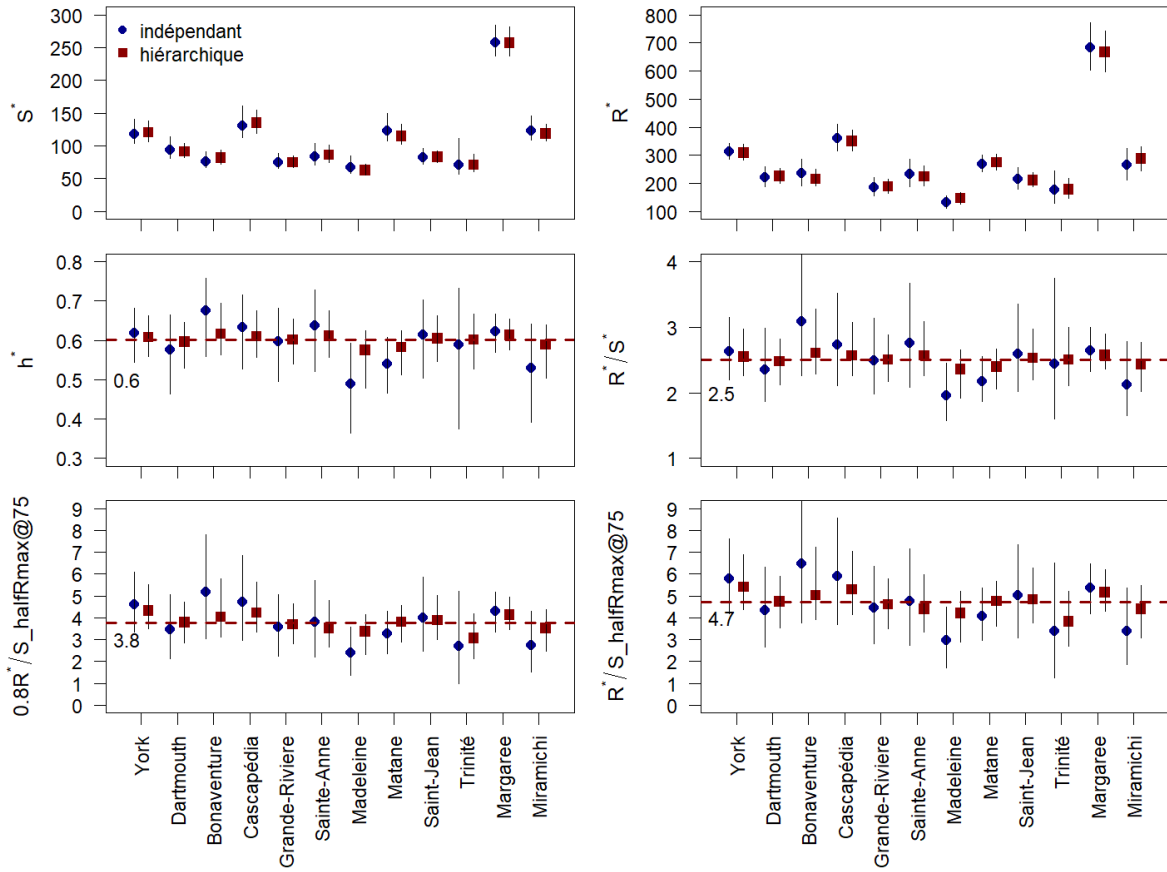 300
250
200
150
100
50
0
S*
indépendant
hiérarchique
800
700
600
500
400
300
200
100
R*
0.8
0.7
0.6
0.5
0.4
0.3
h*
0.6
4
3
2
1
R*/S*
2.5
9
8
7
6
5
4
3
2
1
0
0.8R*/S_halfRmax@75
3.8
9
8
7
6
5
4
3
2
1
0
R*/S_halfRmax@75
4.7
York
Dartmouth
Bonaventure
Cascapédia
Grande-Riviere
Sainte-Anne
Madeleine
Matane
Saint-Jean
Trinité
Margaree
Miramichi
York
Dartmouth
Bonaventure
Cascapédia
Grande-Riviere
Sainte-Anne
Madeleine
Matane
Saint-Jean
Trinité
Margaree
Miramichi